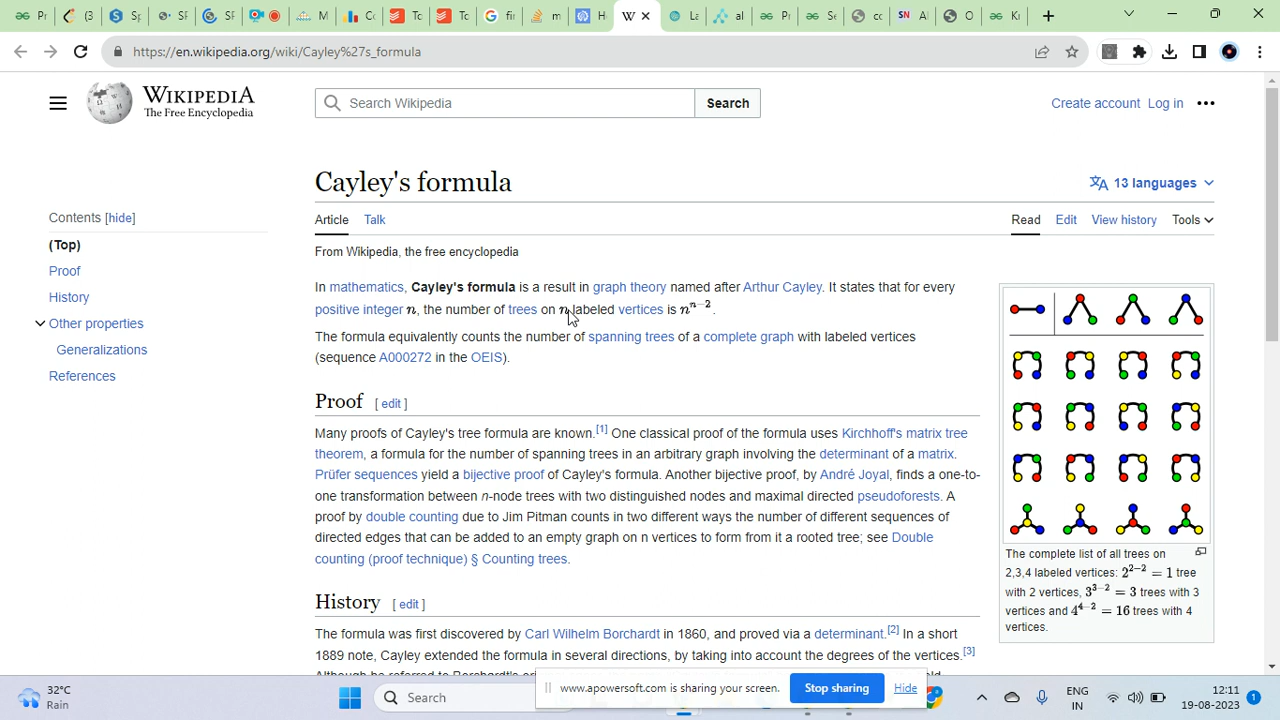 https://en.wikipedia.org/wiki/Cayley%27s_formula
WIKIPEDIA
The Free Encyclopedia
Search Wikipedia
Search
Create account Log in
Cayley's formula
13 languages
Contents [hide]
(Top)
Proof
History
Other properties
Generalizations
References
Article Talk
Read Edit View history Tools
From Wikipedia, the free encyclopedia
In mathematics, Cayley's formula is a result in graph theory named after Arthur Cayley. It states that for every
positive integer n, the number of trees on n labeled vertices is n^{n-2}.
The formula equivalently counts the number of spanning trees of a complete graph with labeled vertices
(sequence A000272 in the OEIS).
Proof [ edit ]
Many proofs of Cayley's tree formula are known.[1] One classical proof of the formula uses Kirchhoff's matrix tree
theorem, a formula for the number of spanning trees in an arbitrary graph involving the determinant of a matrix.
Prüfer sequences yield a bijective proof of Cayley's formula. Another bijective proof, by André Joyal, finds a one-to-
one transformation between n-node trees with two distinguished nodes and maximal directed pseudoforests. A
proof by double counting due to Jim Pitman counts in two different ways the number of different sequences of
directed edges that can be added to an empty graph on n vertices to form from it a rooted tree; see Double
counting (proof technique) § Counting trees.
History [ edit ]
The formula was first discovered by Carl Wilhelm Borchardt in 1860, and proved via a determinant.[2] In a short
1889 note, Cayley extended the formula in several directions, by taking into account the degrees of the vertices.[3]
The complete list of all trees on
2,3,4 labeled vertices: 2^{2-2} = 1 tree
with 2 vertices, 3^{3-2} = 3 trees with 3
vertices and 4^{4-2} = 16 trees with 4
vertices.
www.apowersoft.com is sharing your screen. Stop sharing Hide
32°C
Rain
Search
ENG
IN
12:11
19-08-2023
1